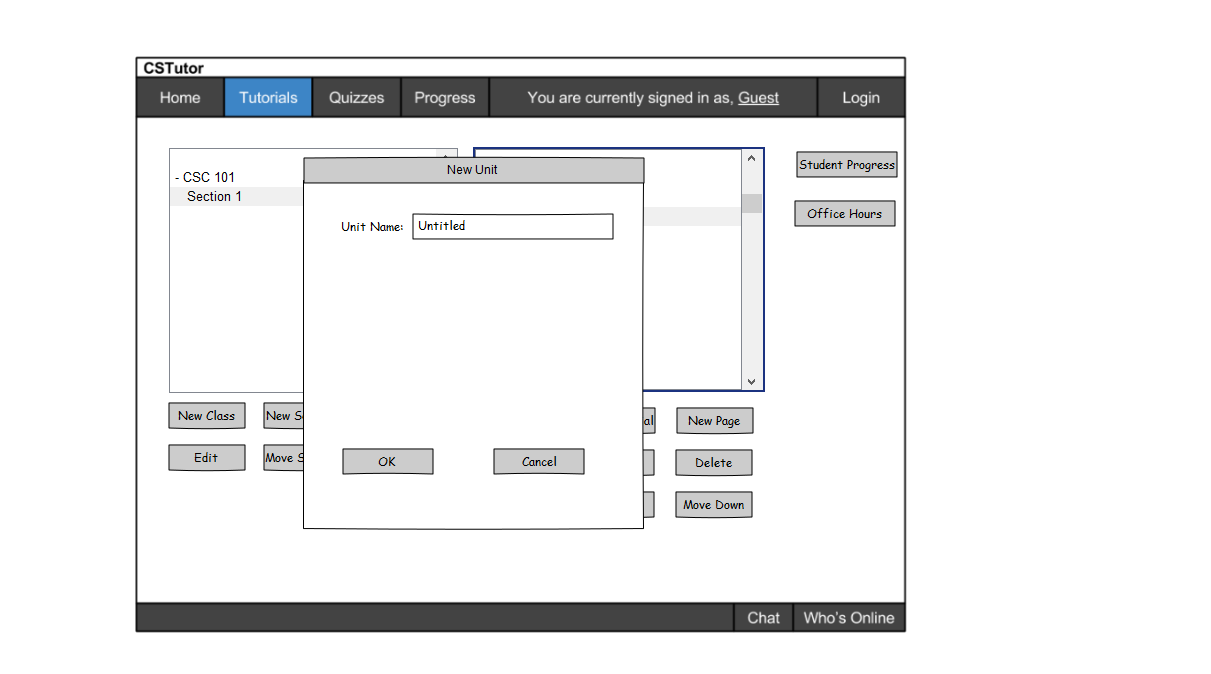 CSTutor
Home Tutorials Quizzes Progress You are currently signed in as, Guest Login
New Unit
- CSC 101
Section 1
Student Progress
Office Hours
Unit Name: Untitled
New Class New Page
Edit Move OK Cancel Delete
Move Down
Chat Who's Online